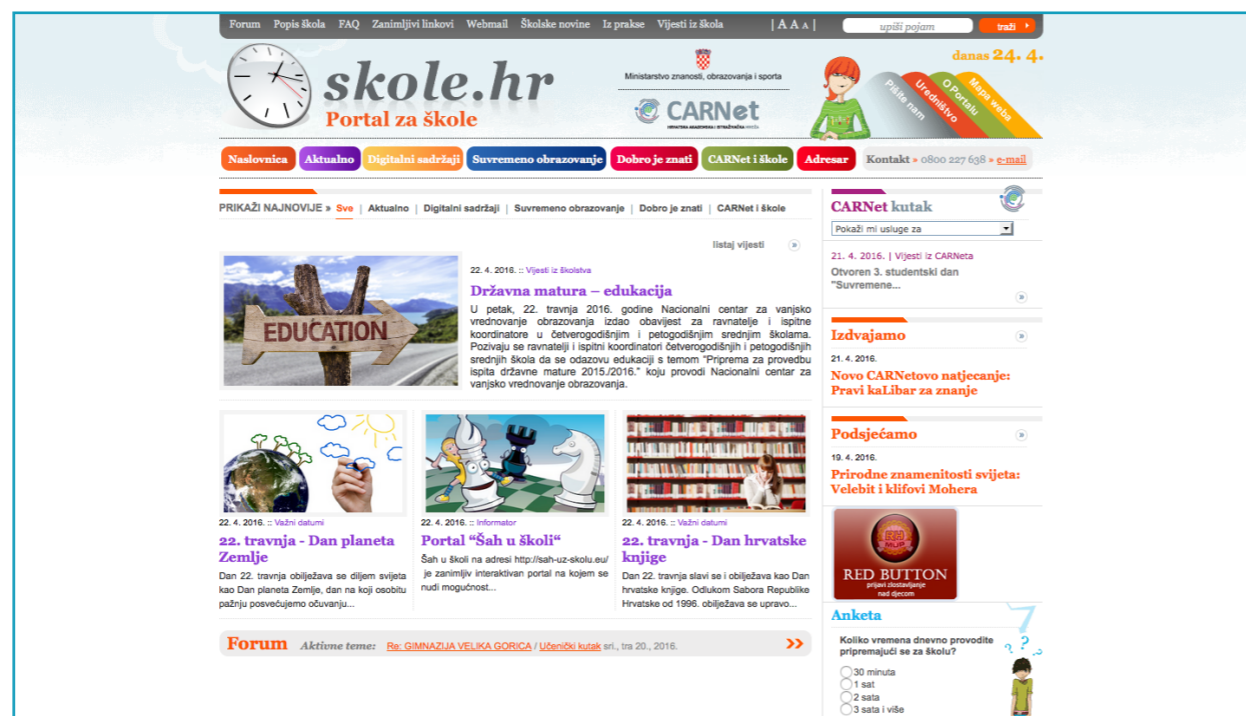 Forum Popis škola FAQ Zanimljivi linkovi Webmail Školske novine Iz prakse Vijesti iz škola | A A A | upiši pojam traži
danas 24. 4.
skole.hr
Portal za škole
Ministarstvo znanosti, obrazovanja i sporta
CARNet
HRVATSKA AKADEMSKA I ISTRAŽIVAČKA MREŽA
Pišite nam
Uredništvo
O Portalu
Mapa weba
Naslovnica Aktualno Digitalni sadržaji Suvremeno obrazovanje Dobro je znati CARNet i škole Adresar Kontakt » 0800 227 638 » e-mail
PRIKAŽI NAJNOVIJE » Sve | Aktualno | Digitalni sadržaji | Suvremeno obrazovanje | Dobro je znati | CARNet i škole
listaj vijesti »
EDUCATION
22. 4. 2016. :: Vijesti iz školstva
Državna matura – edukacija
U petak, 22. travnja 2016. godine Nacionalni centar za vanjsko
vrednovanje obrazovanja izdao obavijest za ravnatelje i ispitne
koordinatore u četverogodišnjim i petogodišnjim srednjim školama.
Pozivaju se ravnatelji i ispitni koordinatori četverogodišnjih i petogodišnjih
srednjih škola da se odazovu edukaciji s temom "Priprema za provedbu
ispita državne mature 2015./2016." koju provodi Nacionalni centar za
vanjsko vrednovanje obrazovanja.
22. 4. 2016. :: Važni datumi
22. travnja - Dan planeta
Zemlje
Dan 22. travnja obilježava se diljem svijeta
kao Dan planeta Zemlje, dan na koji osobitu
pažnju posvećujemo očuvanju...
22. 4. 2016. :: Informator
Portal “Šah u školi“
Šah u školi na adresi http://sah-uz-skolu.eu/
je zanimljiv interaktivan portal na kojem se
nudi mogućnost...
22. 4. 2016. :: Važni datumi
22. travnja - Dan hrvatske
knjige
Dan 22. travnja slavi se i obilježava kao Dan
hrvatske knjige. Odlukom Sabora Republike
Hrvatske od 1996. obilježava se upravo...
Forum Aktivne teme: Re: GIMNAZIJA VELIKA GORICA / Učenički kutak sri., tra 20., 2016. >>
CARNet kutak
Pokaži mi usluge za
21. 4. 2016. | Vijesti iz CARNeta
Otvoren 3. studentski dan
"Suvremene...
»
Izdvajamo »
21. 4. 2016.
Novo CARNetovo natjecanje:
Pravi kaLibar za znanje
Podsjećamo »
19. 4. 2016.
Prirodne znamenitosti svijeta:
Velebit i klifovi Mohera
MUP
RED BUTTON
prijavi zlostavljanje
nad djecom
Anketa
Koliko vremena dnevno provodite
pripremajući se za školu?
30 minuta
1 sat
2 sata
3 sata i više